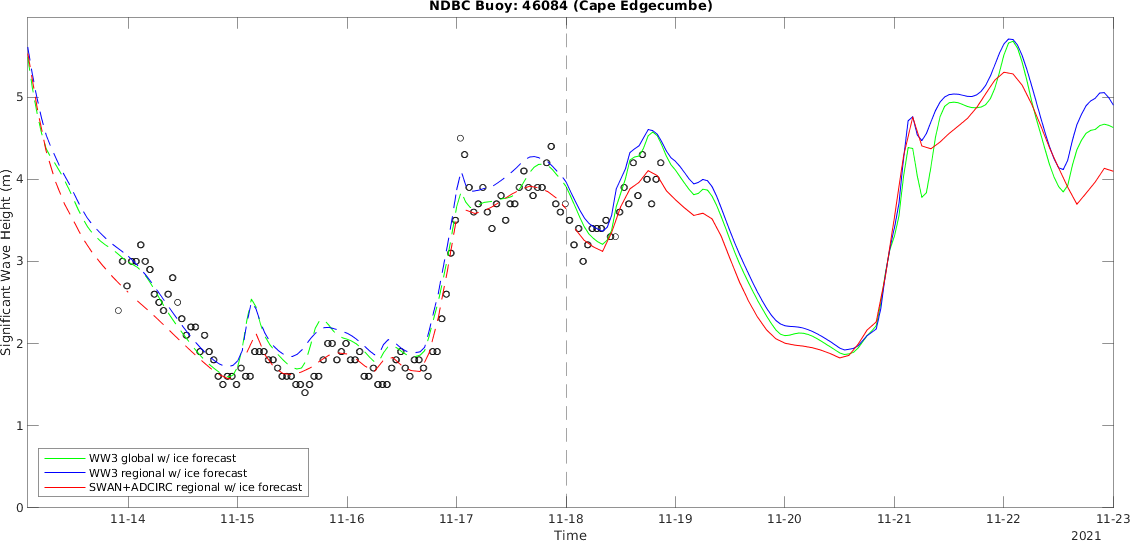 NDBC Buoy: 46084 (Cape Edgecumbe)
Significant Wave Height (m)
5
4
3
2
1
0
WW3 global w/ ice forecast
WW3 regional w/ ice forecast
SWAN+ADCIRC regional w/ ice forecast
11-14 11-15 11-16 11-17 11-18 11-19 11-20 11-21 11-22 11-23
Time
2021